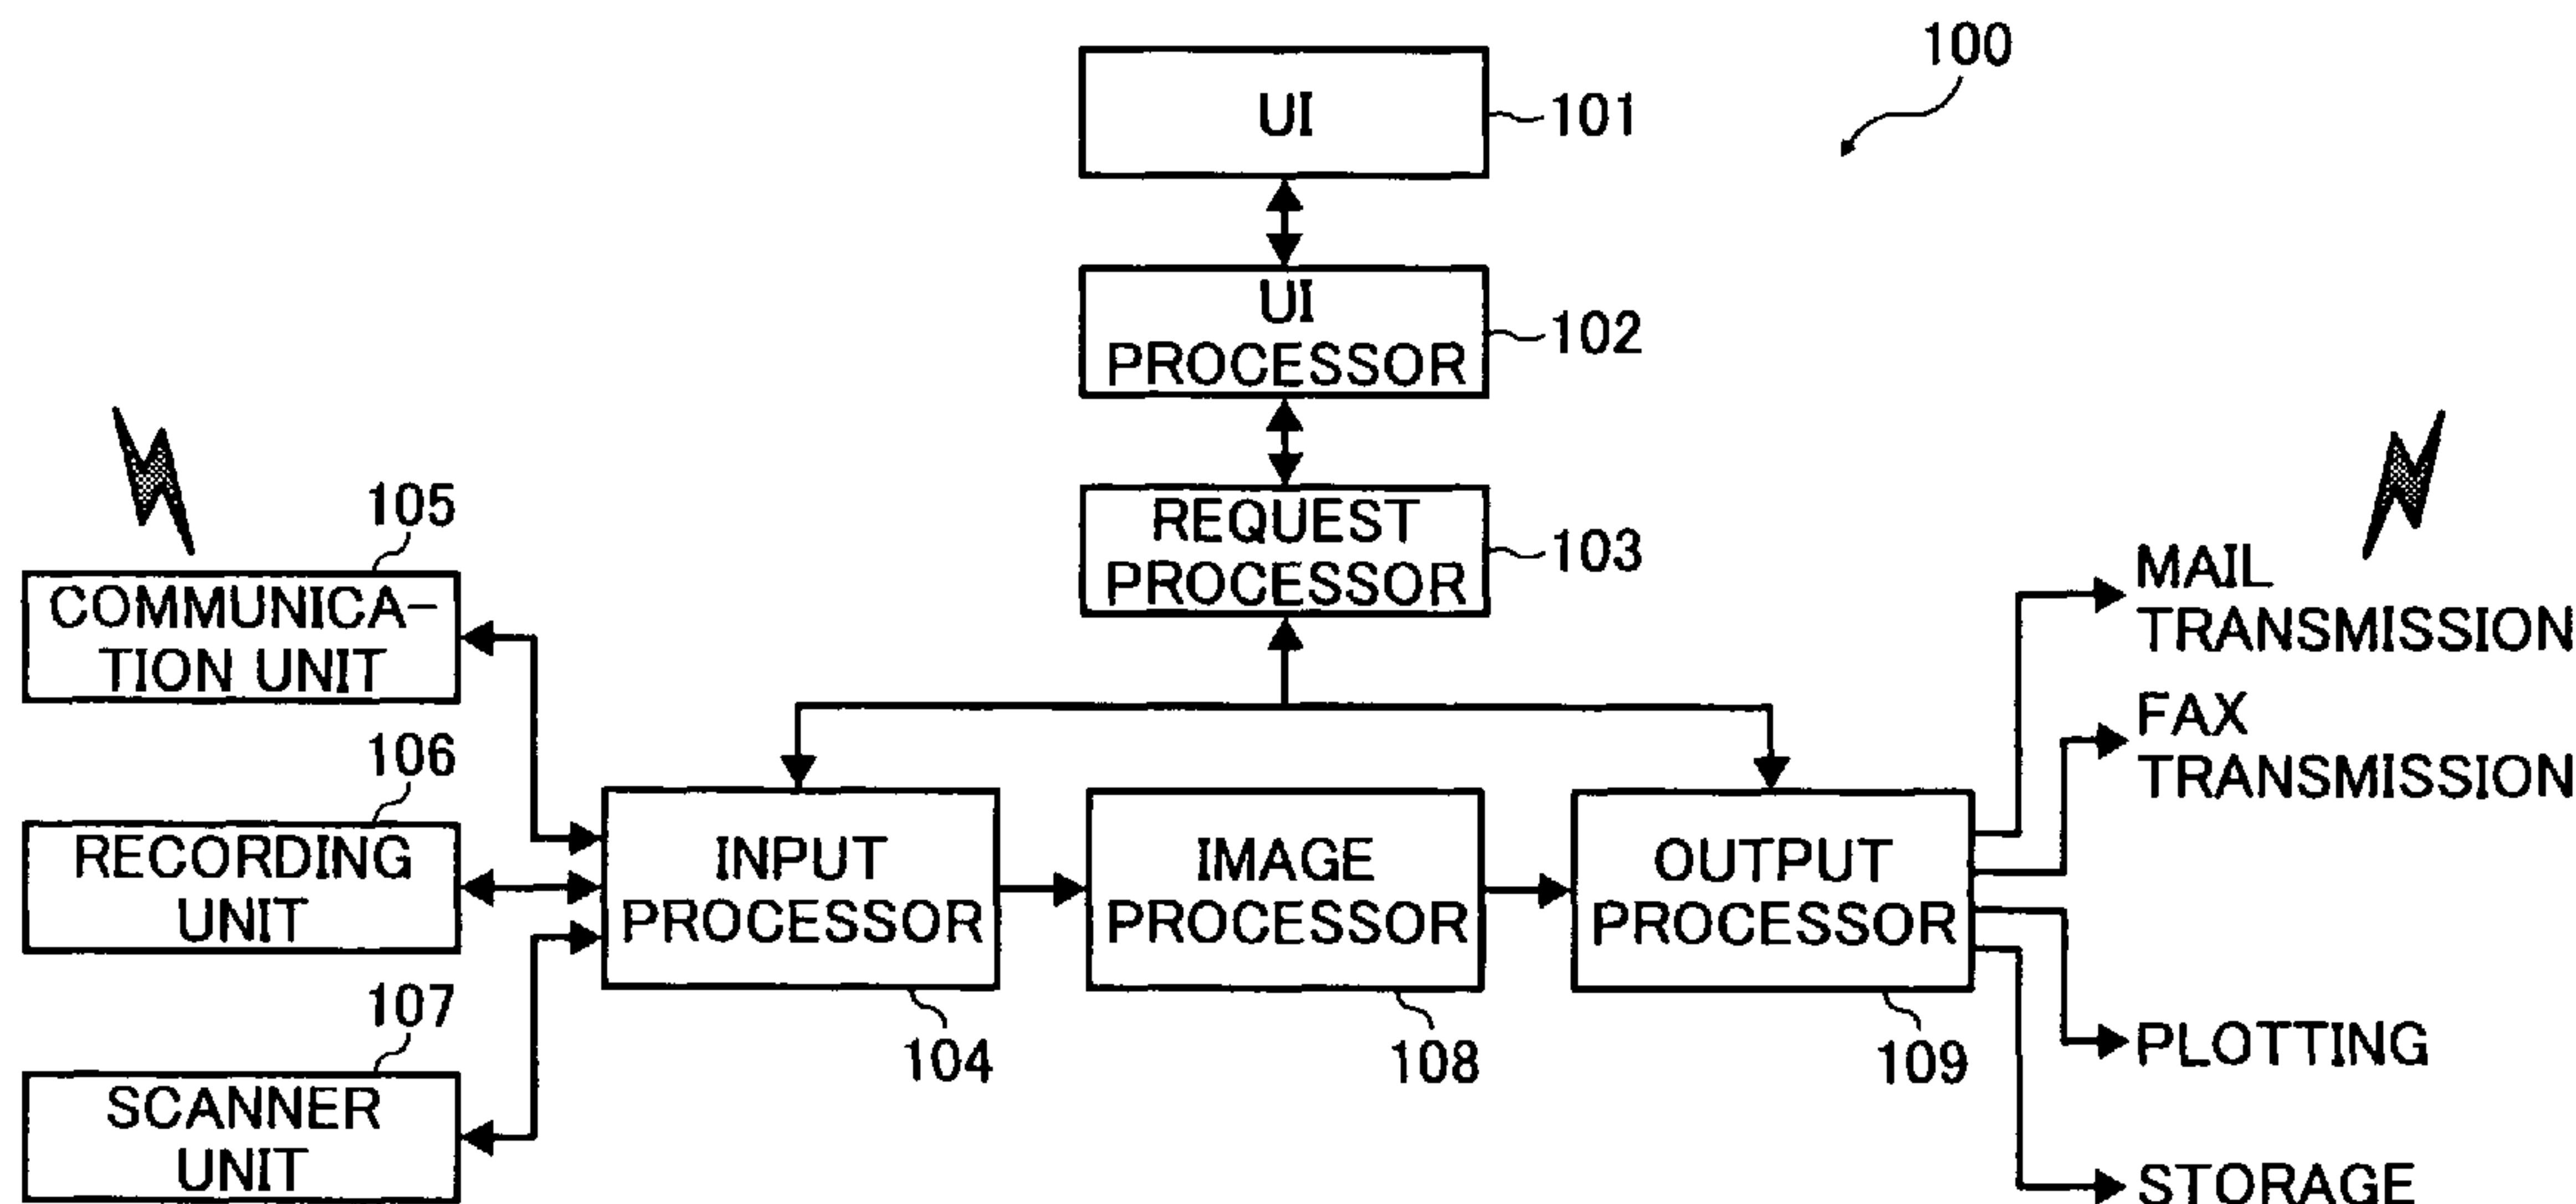 100
UI
101
UI
PROCESSOR
102
REQUEST
PROCESSOR
103
105
COMMUNICA-
TION UNIT
106
RECORDING
UNIT
107
SCANNER
UNIT
INPUT
PROCESSOR
104
IMAGE
PROCESSOR
108
OUTPUT
PROCESSOR
109
MAIL
TRANSMISSION
FAX
TRANSMISSION
PLOTTING
STORAGE